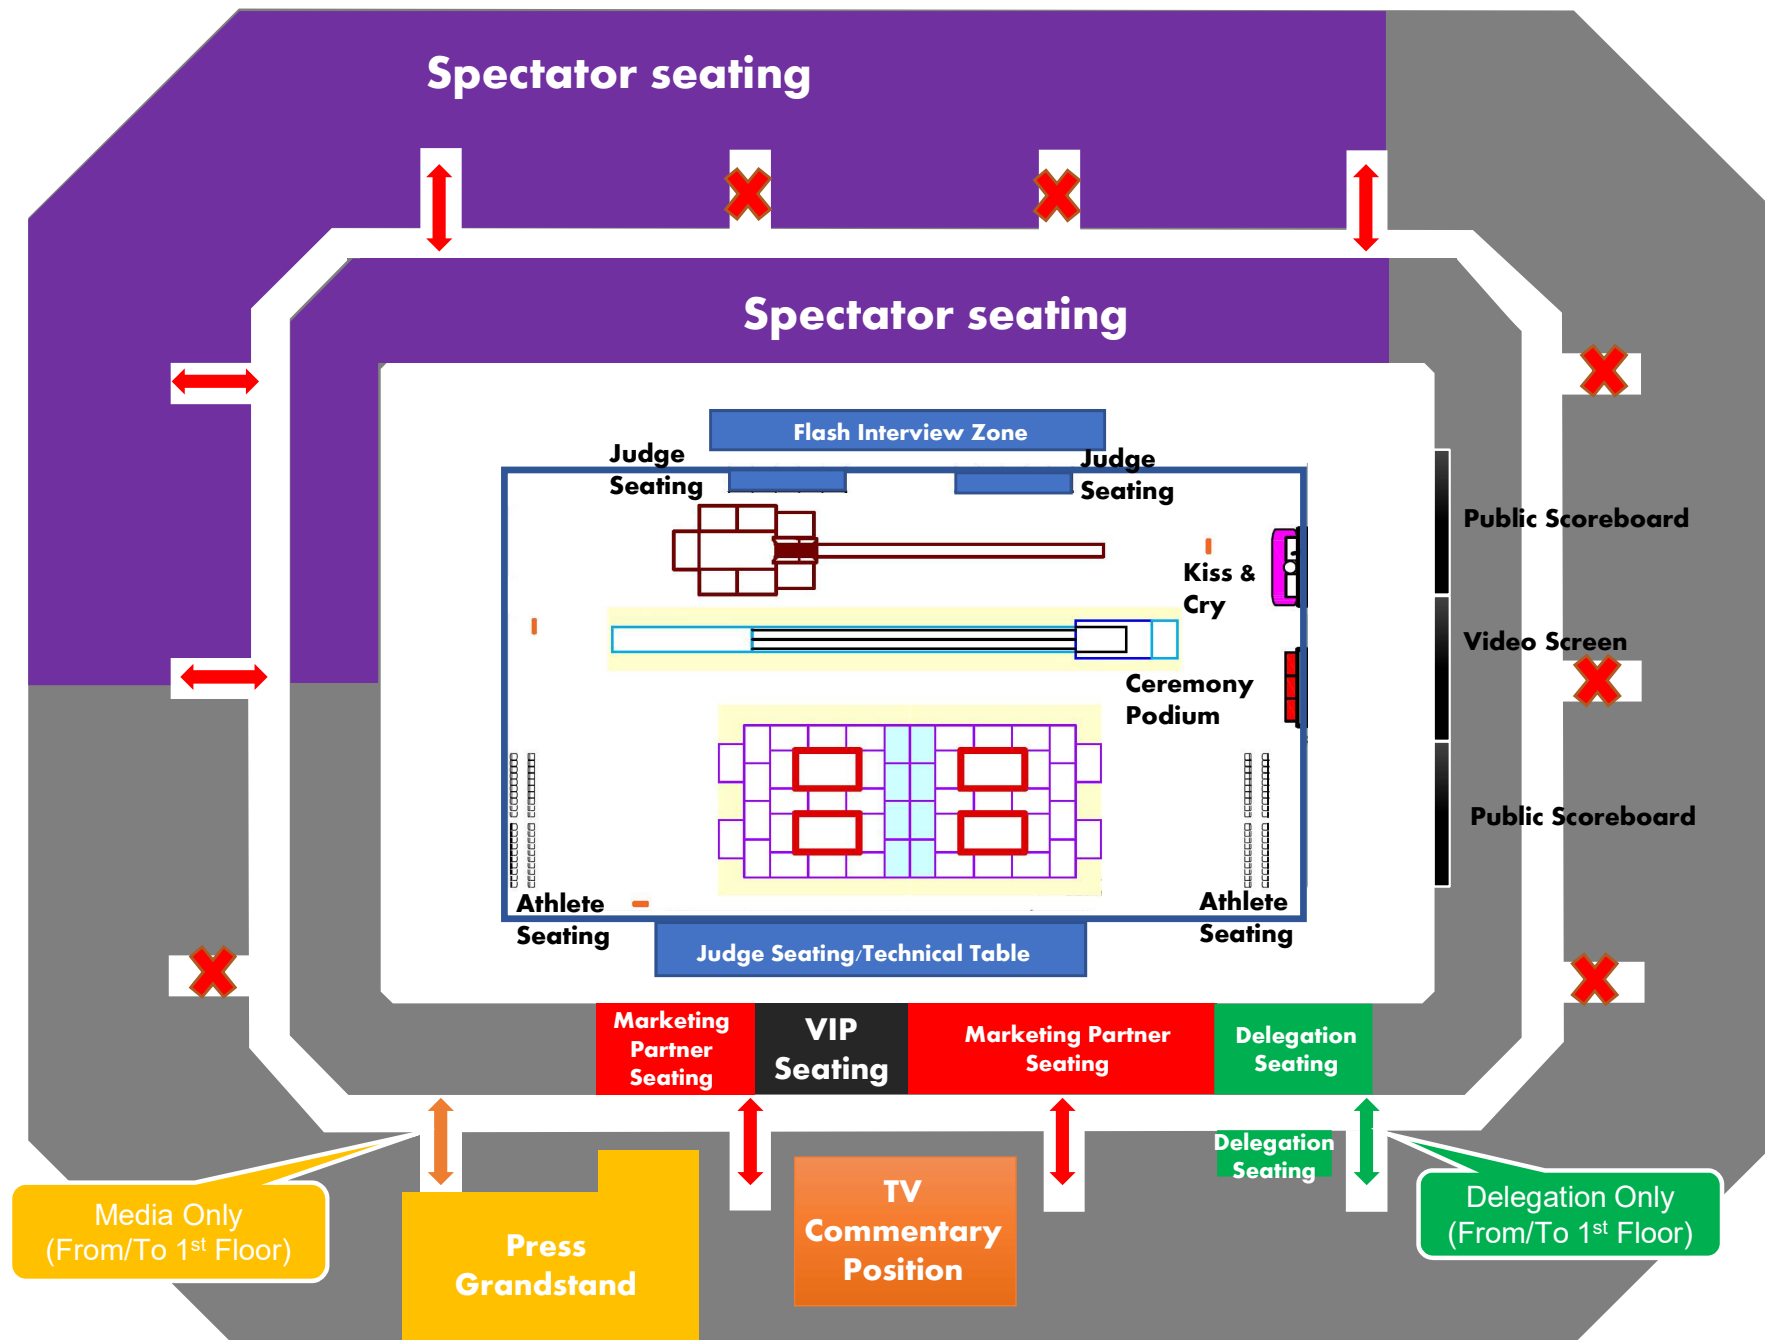 Spectator seating
Spectator seating
Flash Interview Zone
Judge
Seating
Judge
Seating
Public Scoreboard
Kiss &
Cry
Video Screen
Ceremony
Podium
Public Scoreboard
Athlete
Seating
Athlete
Seating
Judge Seating/Technical Table
Marketing
Partner
Seating
VIP
Seating
Marketing Partner
Seating
Delegation
Seating
Delegation
Seating
Media Only
(From/To 1st Floor)
Press
Grandstand
TV
Commentary
Position
Delegation Only
(From/To 1st Floor)